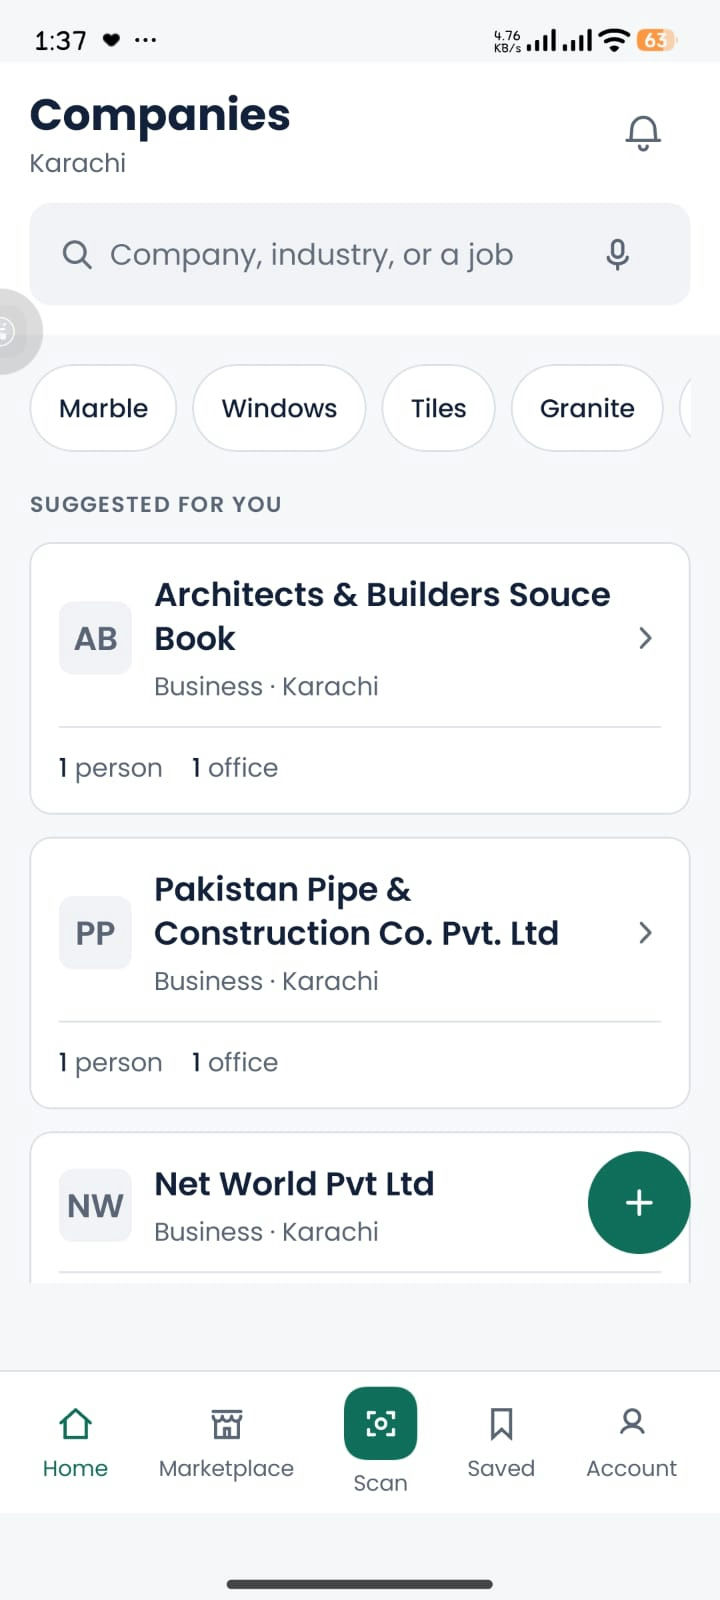 1:37
4.76
KB/s
63
Companies
Karachi
Company, industry, or a job
Marble
Windows
Tiles
Granite
SUGGESTED FOR YOU
AB
Architects & Builders Souce
Book
Business · Karachi
1 person 1 office
PP
Pakistan Pipe &
Construction Co. Pvt. Ltd
Business · Karachi
1 person 1 office
NW
Net World Pvt Ltd
Business · Karachi
Home
Marketplace
Scan
Saved
Account